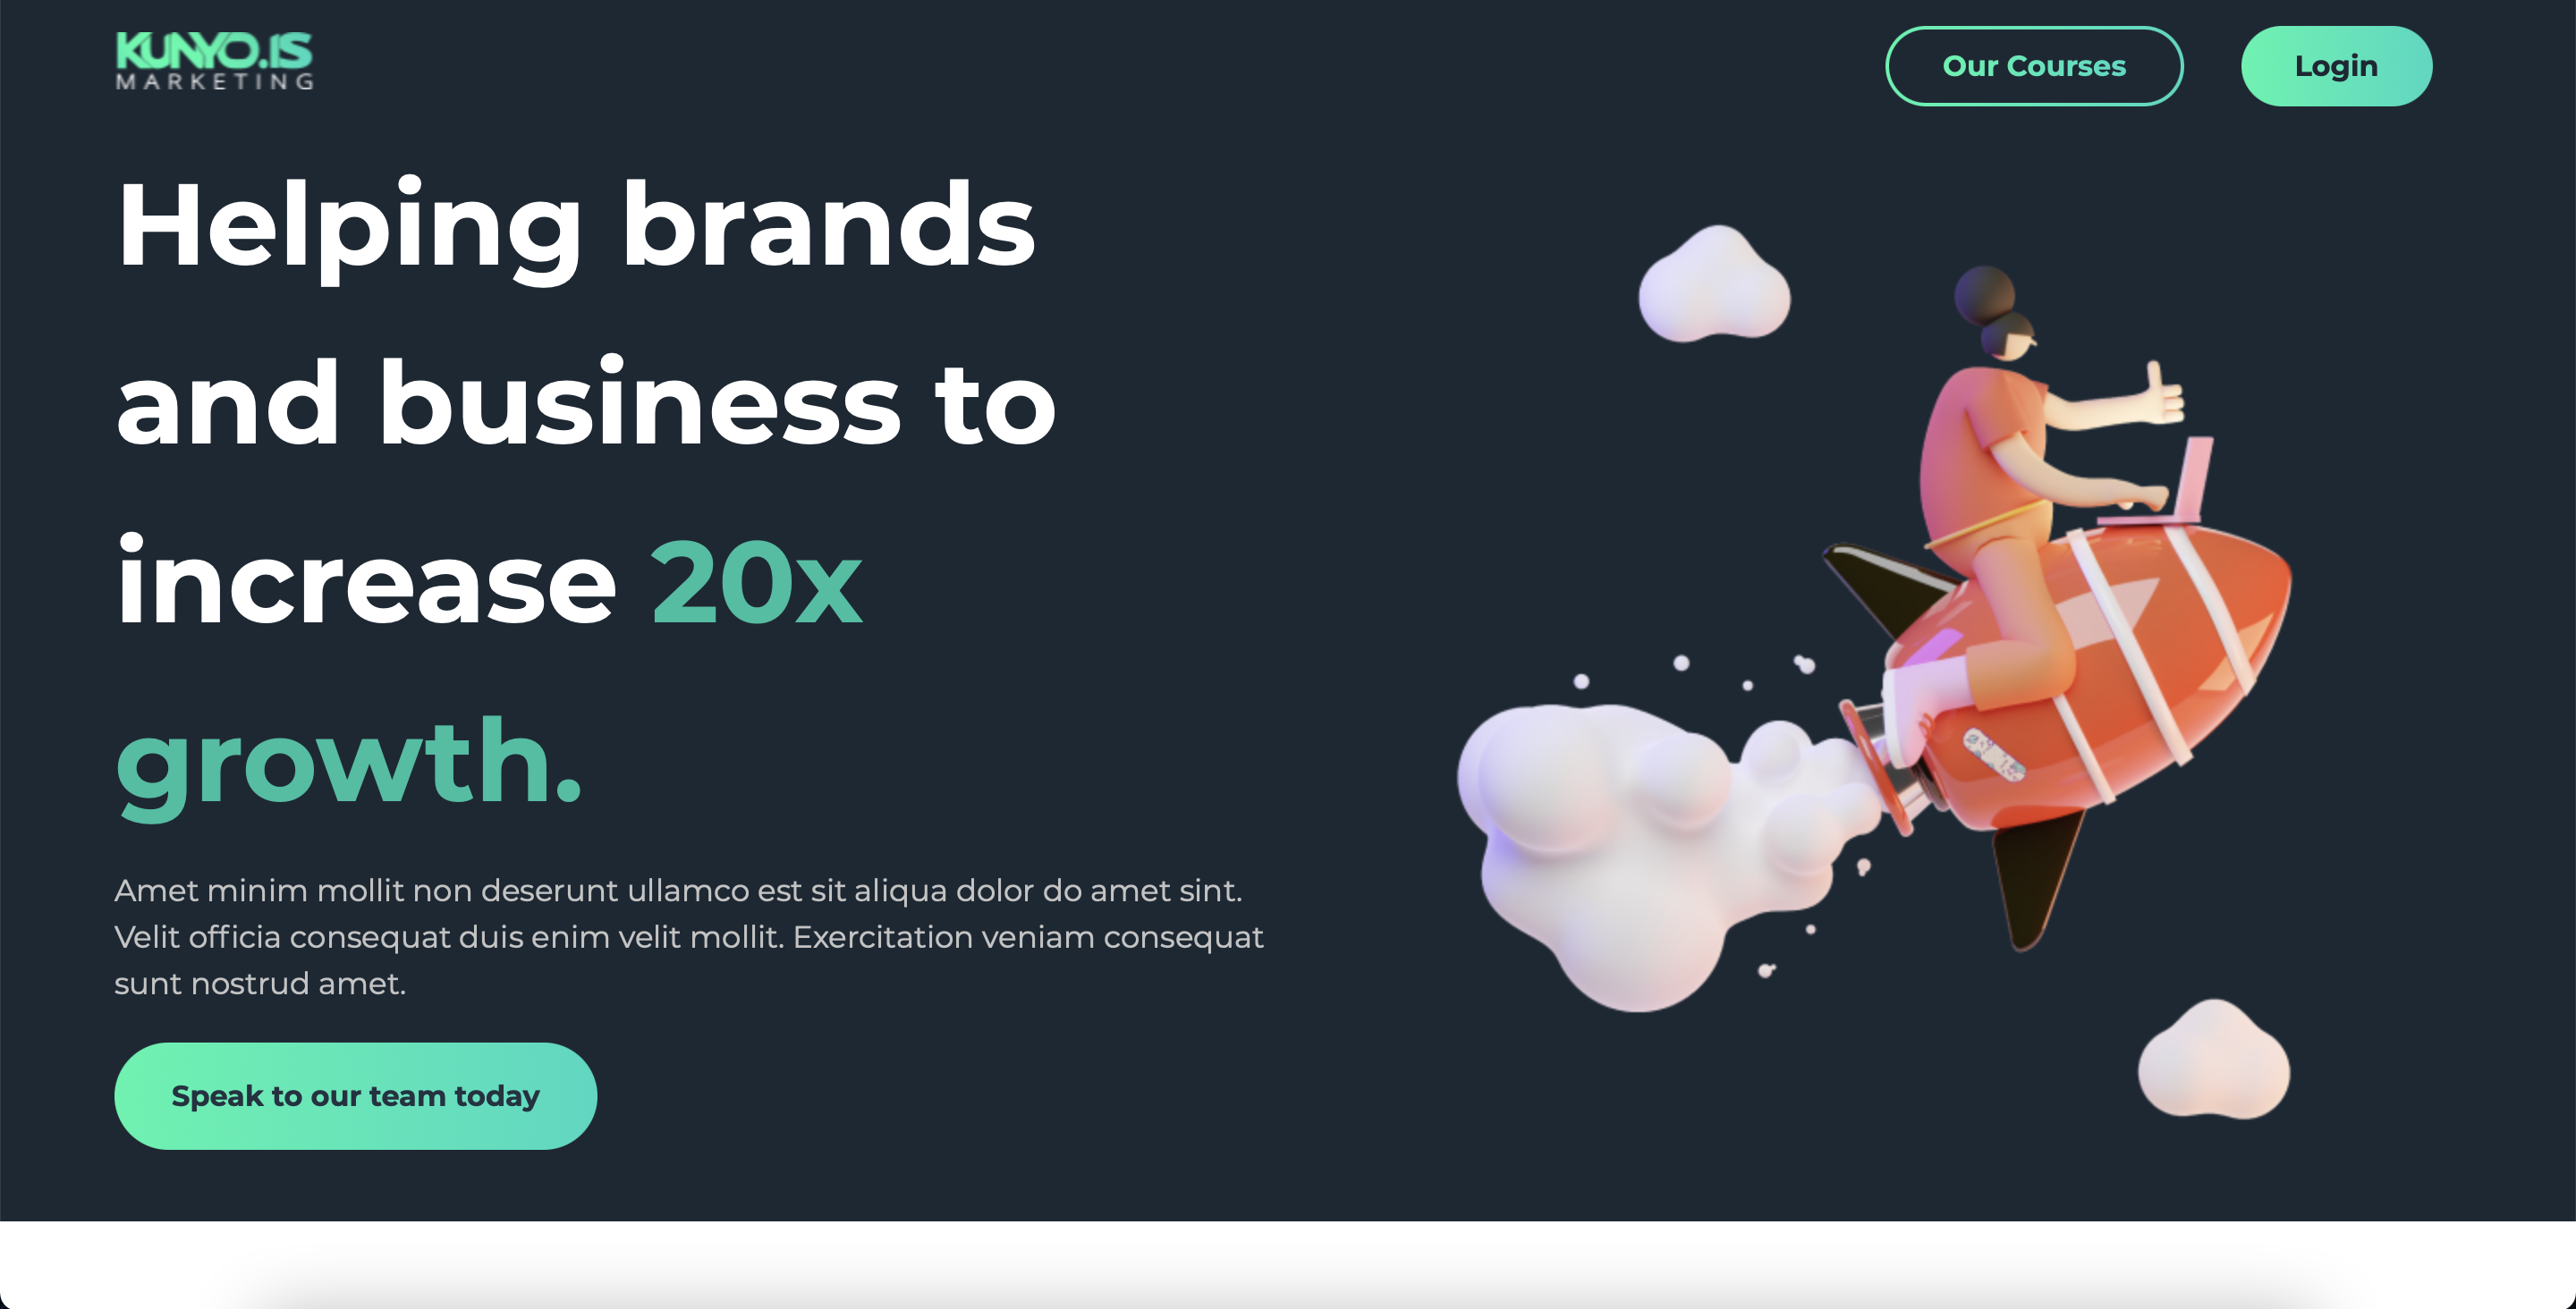 KUNYO.IS
MARKETING
Our Courses
Login
Helping brands
and business to
increase 20x
growth.
Amet minim mollit non deserunt ullamco est sit aliqua dolor do amet sint.
Velit officia consequat duis enim velit mollit. Exercitation veniam consequat
sunt nostrud amet.
Speak to our team today